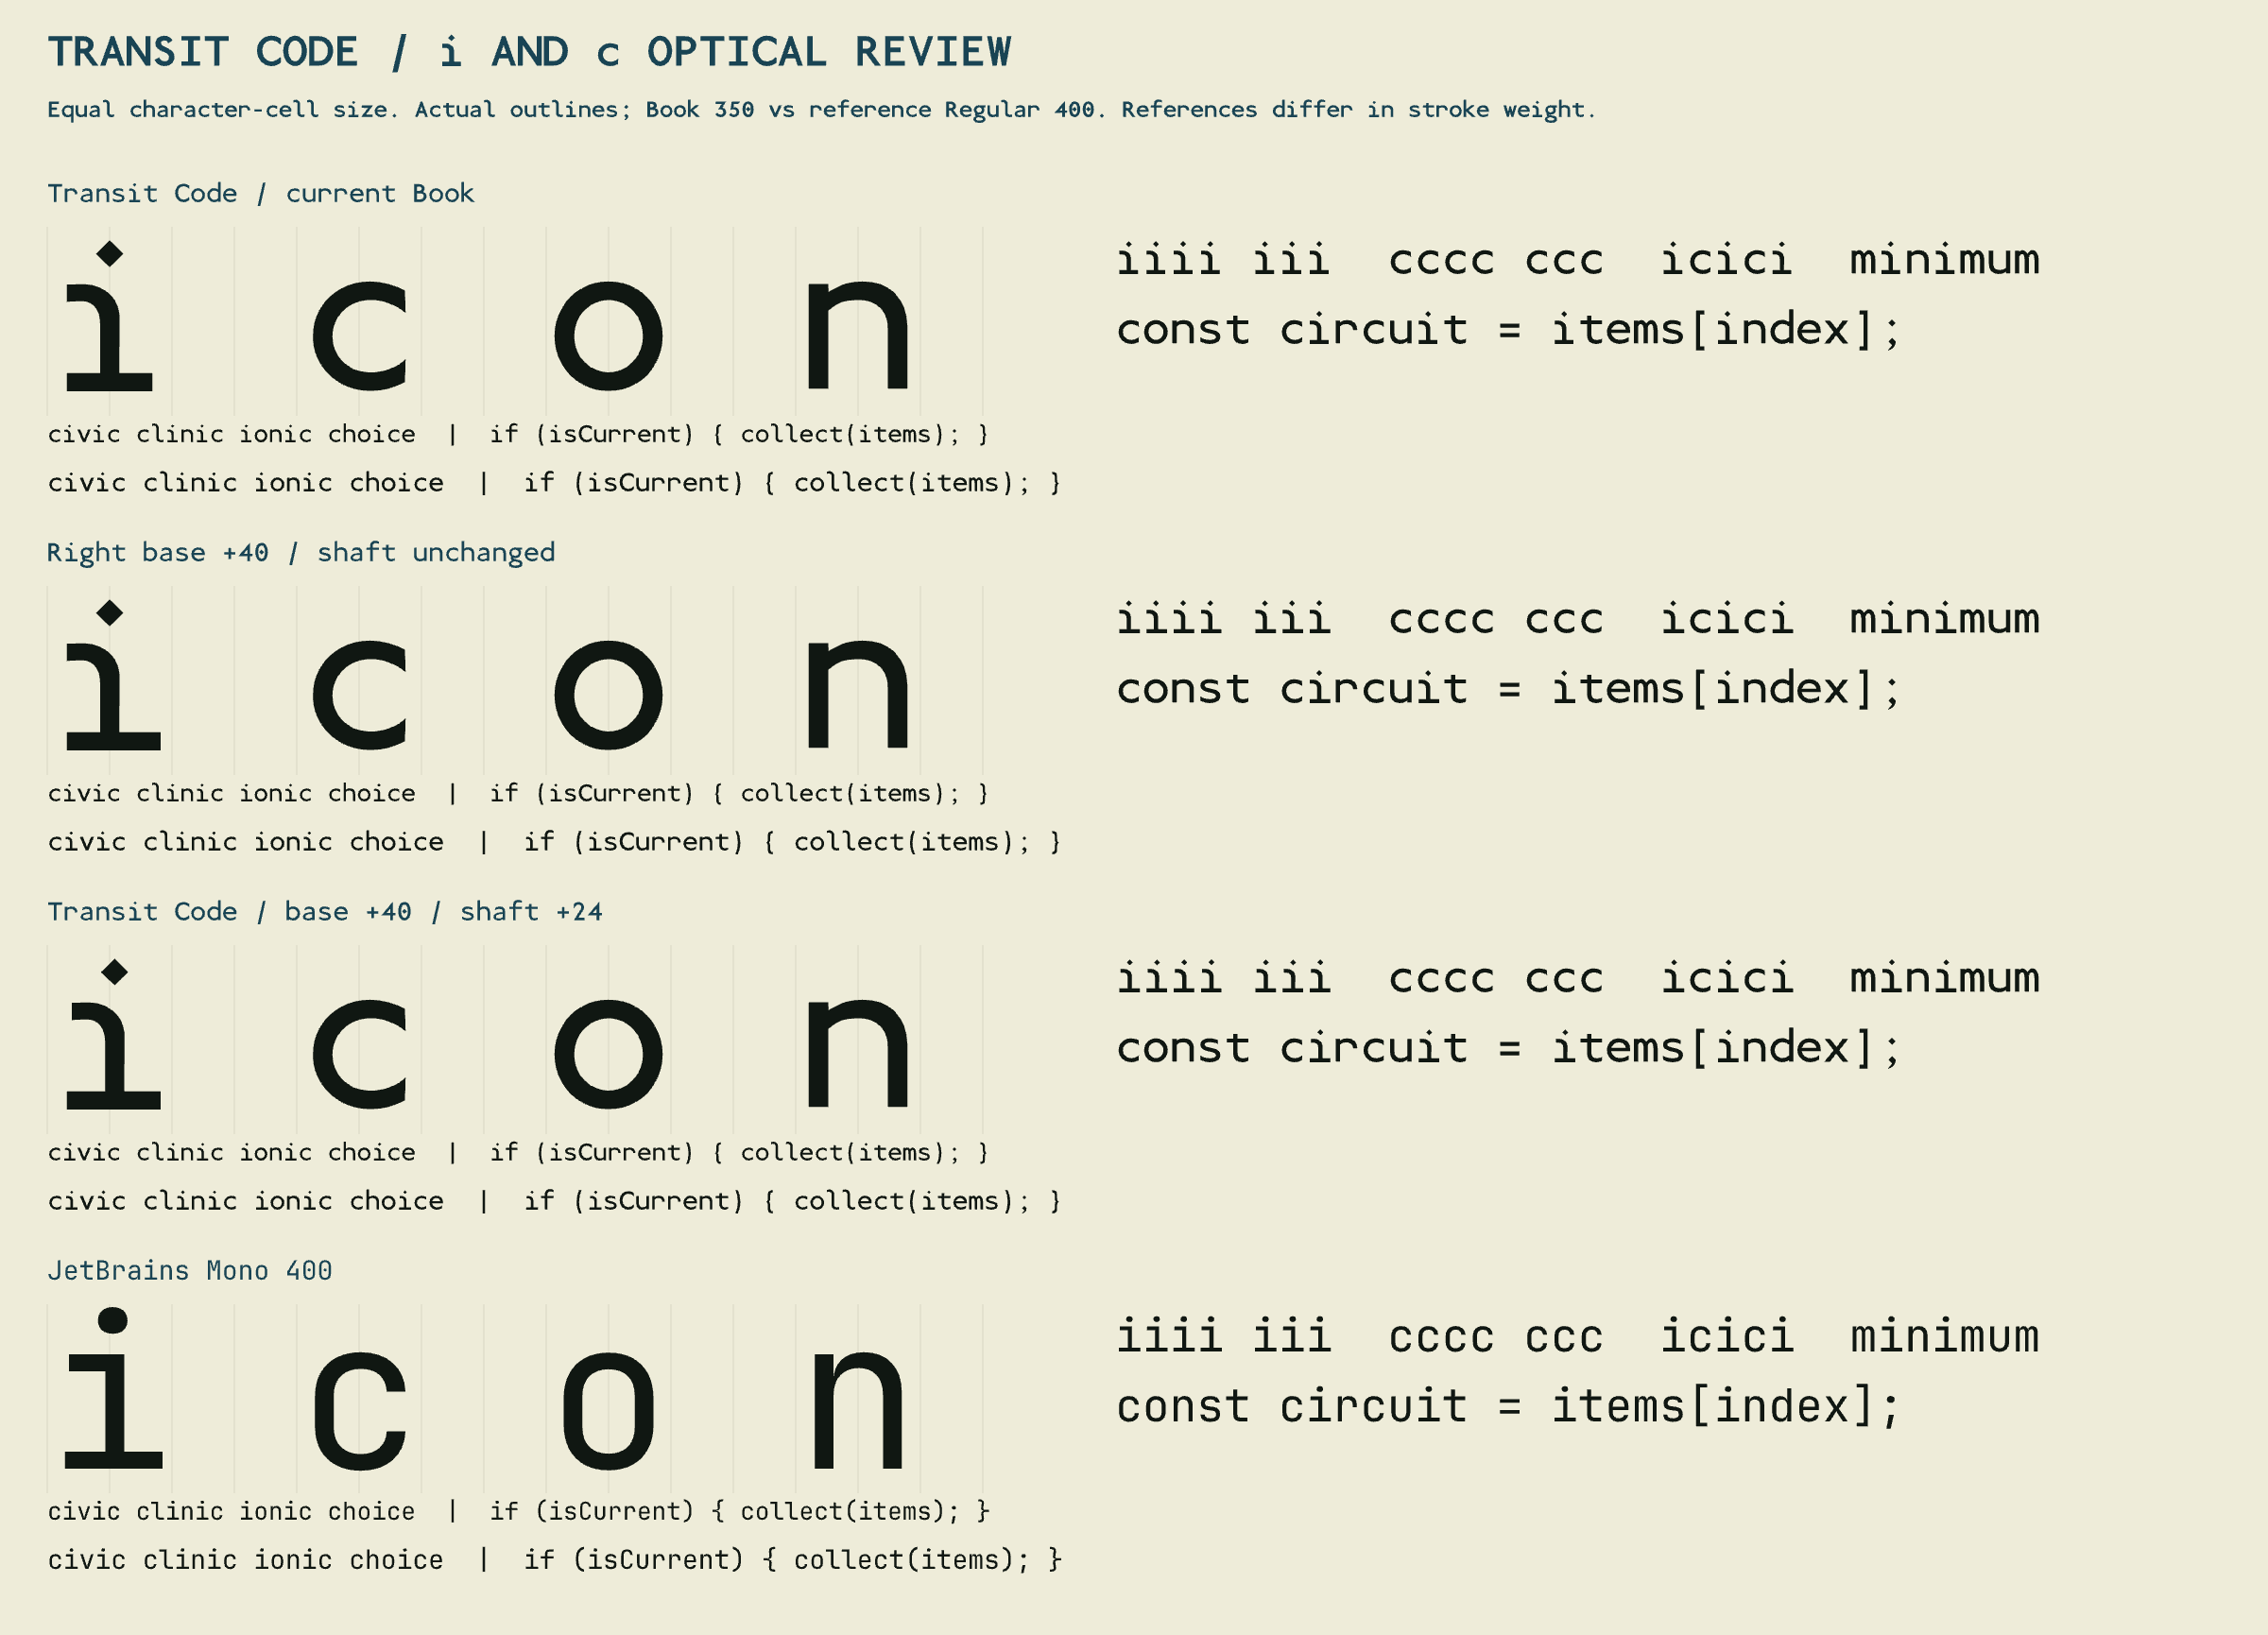 TRANSIT CODE / i AND c OPTICAL REVIEW
Equal character-cell size. Actual outlines; Book 350 vs reference Regular 400. References differ in stroke weight.
Transit Code / current Book
icon
iiii iii  cccc ccc  icici  minimum
const circuit = items[index];
civic clinic ionic choice  |  if (isCurrent) { collect(items); }
civic clinic ionic choice  |  if (isCurrent) { collect(items); }
Right base +40 / shaft unchanged
icon
iiii iii  cccc ccc  icici  minimum
const circuit = items[index];
civic clinic ionic choice  |  if (isCurrent) { collect(items); }
civic clinic ionic choice  |  if (isCurrent) { collect(items); }
Transit Code / base +40 / shaft +24
icon
iiii iii  cccc ccc  icici  minimum
const circuit = items[index];
civic clinic ionic choice  |  if (isCurrent) { collect(items); }
civic clinic ionic choice  |  if (isCurrent) { collect(items); }
JetBrains Mono 400
icon
iiii iii  cccc ccc  icici  minimum
const circuit = items[index];
civic clinic ionic choice  |  if (isCurrent) { collect(items); }
civic clinic ionic choice  |  if (isCurrent) { collect(items); }